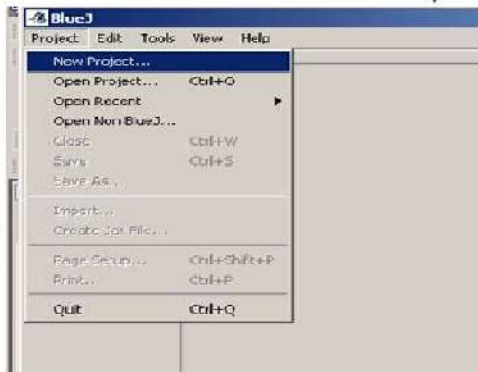 BlueJ
Project Edit Tools View Help
New Project...
Open Project... Ctrl+O
Open Recent
Open Non BlueJ...
Close Ctrl+W
Save Ctrl+S
Save As...
Import...
Create Jar File...
Page Setup... Ctrl+Shift+P
Print... Ctrl+P
Quit Ctrl+Q